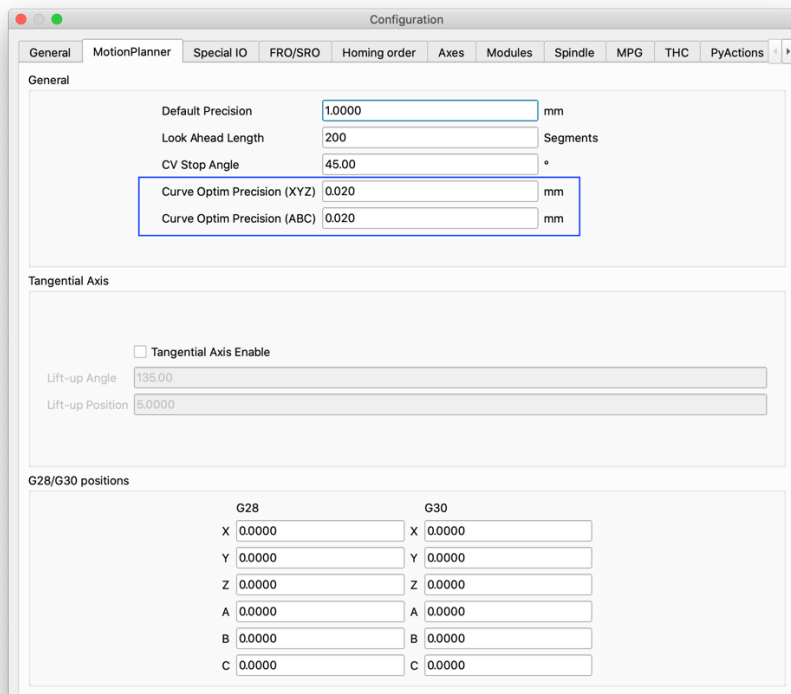 Configuration
General MotionPlanner Special IO FRO/SRO Homing order Axes Modules Spindle MPG THC PyActions
General
Default Precision 1.0000 mm
Look Ahead Length 200 Segments
CV Stop Angle 45.00 °
Curve Optim Precision (XYZ) 0.020 mm
Curve Optim Precision (ABC) 0.020 mm
Tangential Axis
Tangential Axis Enable
Lift-up Angle 135.00
Lift-up Position 5.0000
G28/G30 positions
G28 G30
X 0.0000 X 0.0000
Y 0.0000 Y 0.0000
Z 0.0000 Z 0.0000
A 0.0000 A 0.0000
B 0.0000 B 0.0000
C 0.0000 C 0.0000